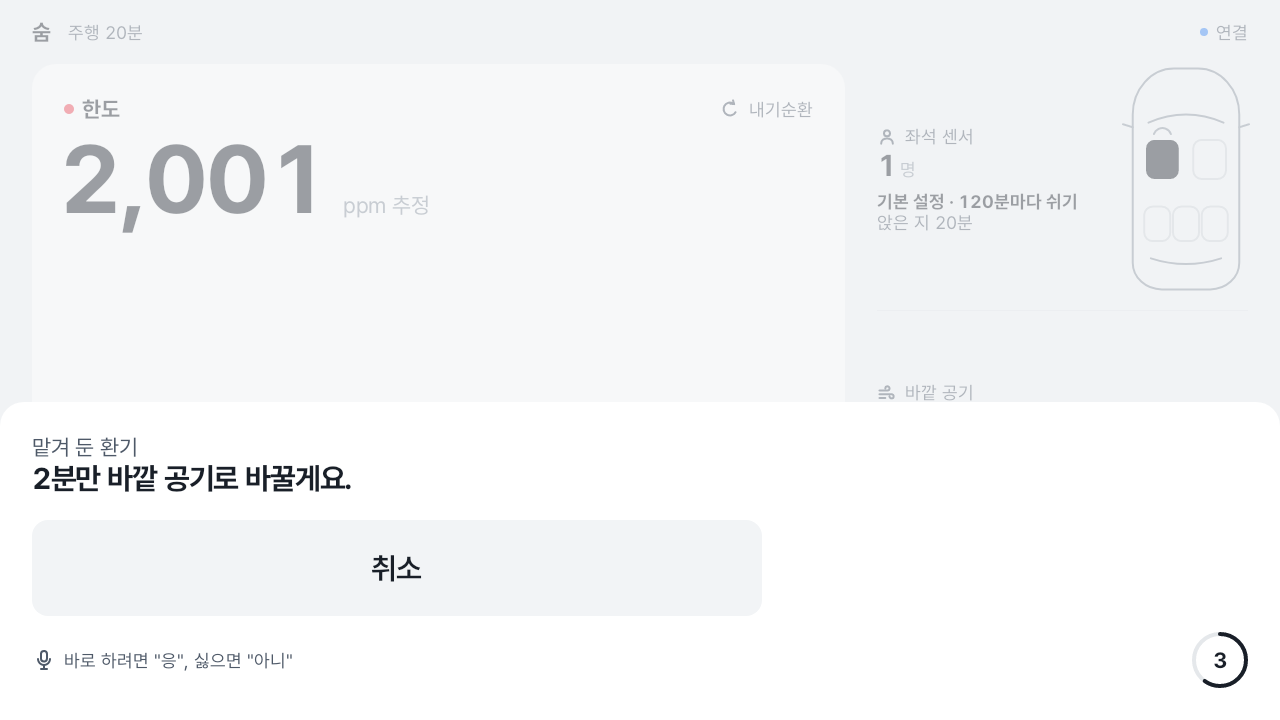 숨 주행 20분
연결
한도
내기순환
2,001 ppm 추정
좌석 센서
1 명
기본 설정 · 120분마다 쉬기
앉은 지 20분
바깥 공기
맡겨 둔 환기
2분만 바깥 공기로 바꿀게요.
취소
바로 하려면 "응", 싫으면 "아니"
3